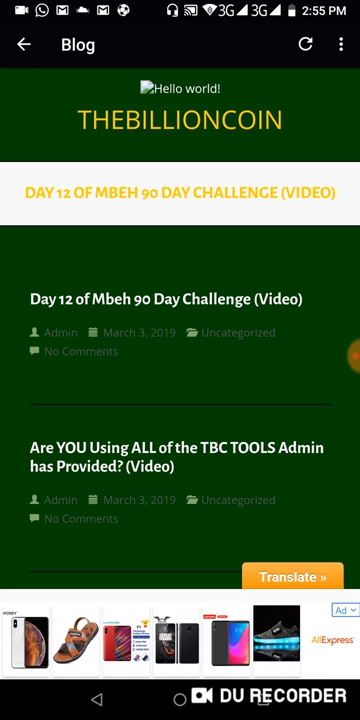 3G 3G 2:55 PM
Blog
Hello world!
THEBILLIONCOIN
DAY 12 OF MBEH 90 DAY CHALLENGE (VIDEO)
Day 12 of Mbeh 90 Day Challenge (Video)
Admin March 3, 2019 Uncategorized
No Comments
Are YOU Using ALL of the TBC TOOLS Admin
has Provided? (Video)
Admin March 3, 2019 Uncategorized
No Comments
Translate »
Ad
AliExpress
DU RECORDER